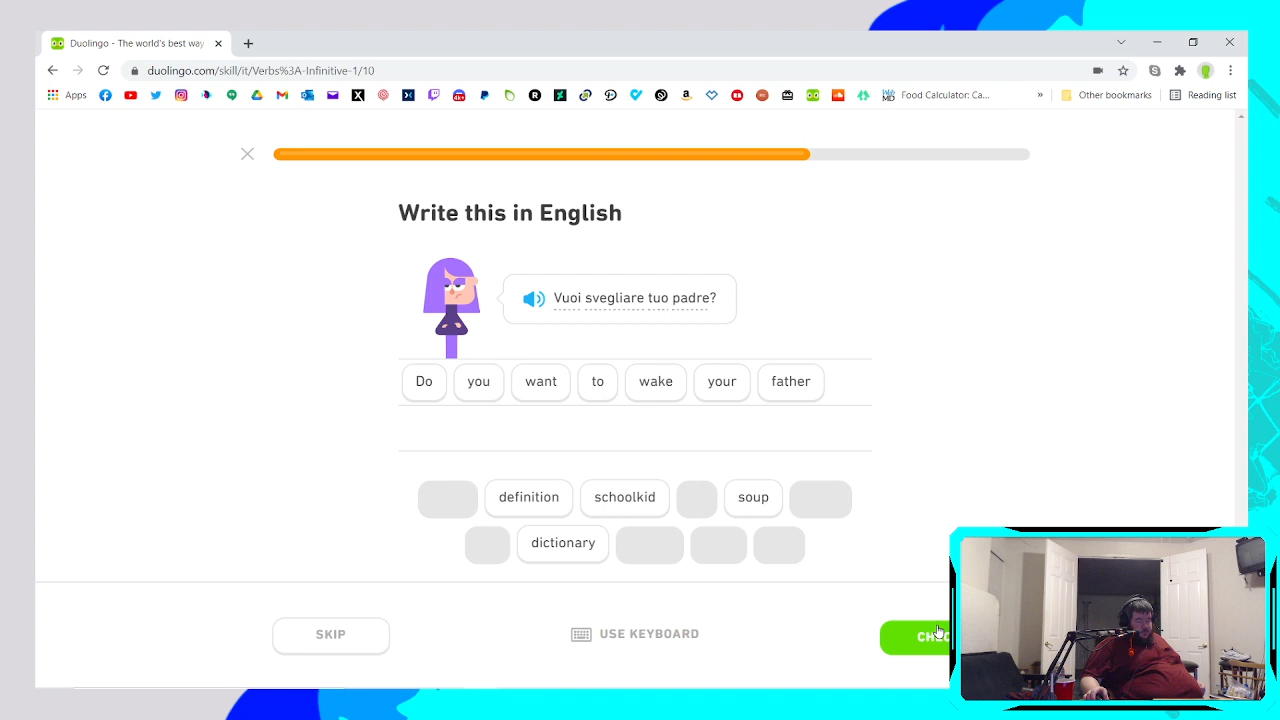 Duolingo - The world's best way
duolingo.com/skill/it/Verbs%3A-Infinitive-1/10
Apps
Food Calculator: Ca...
»
Other bookmarks
Reading list
Write this in English
Vuoi svegliare tuo padre?
Do you want to wake your father
definition schoolkid soup
dictionary
SKIP
USE KEYBOARD